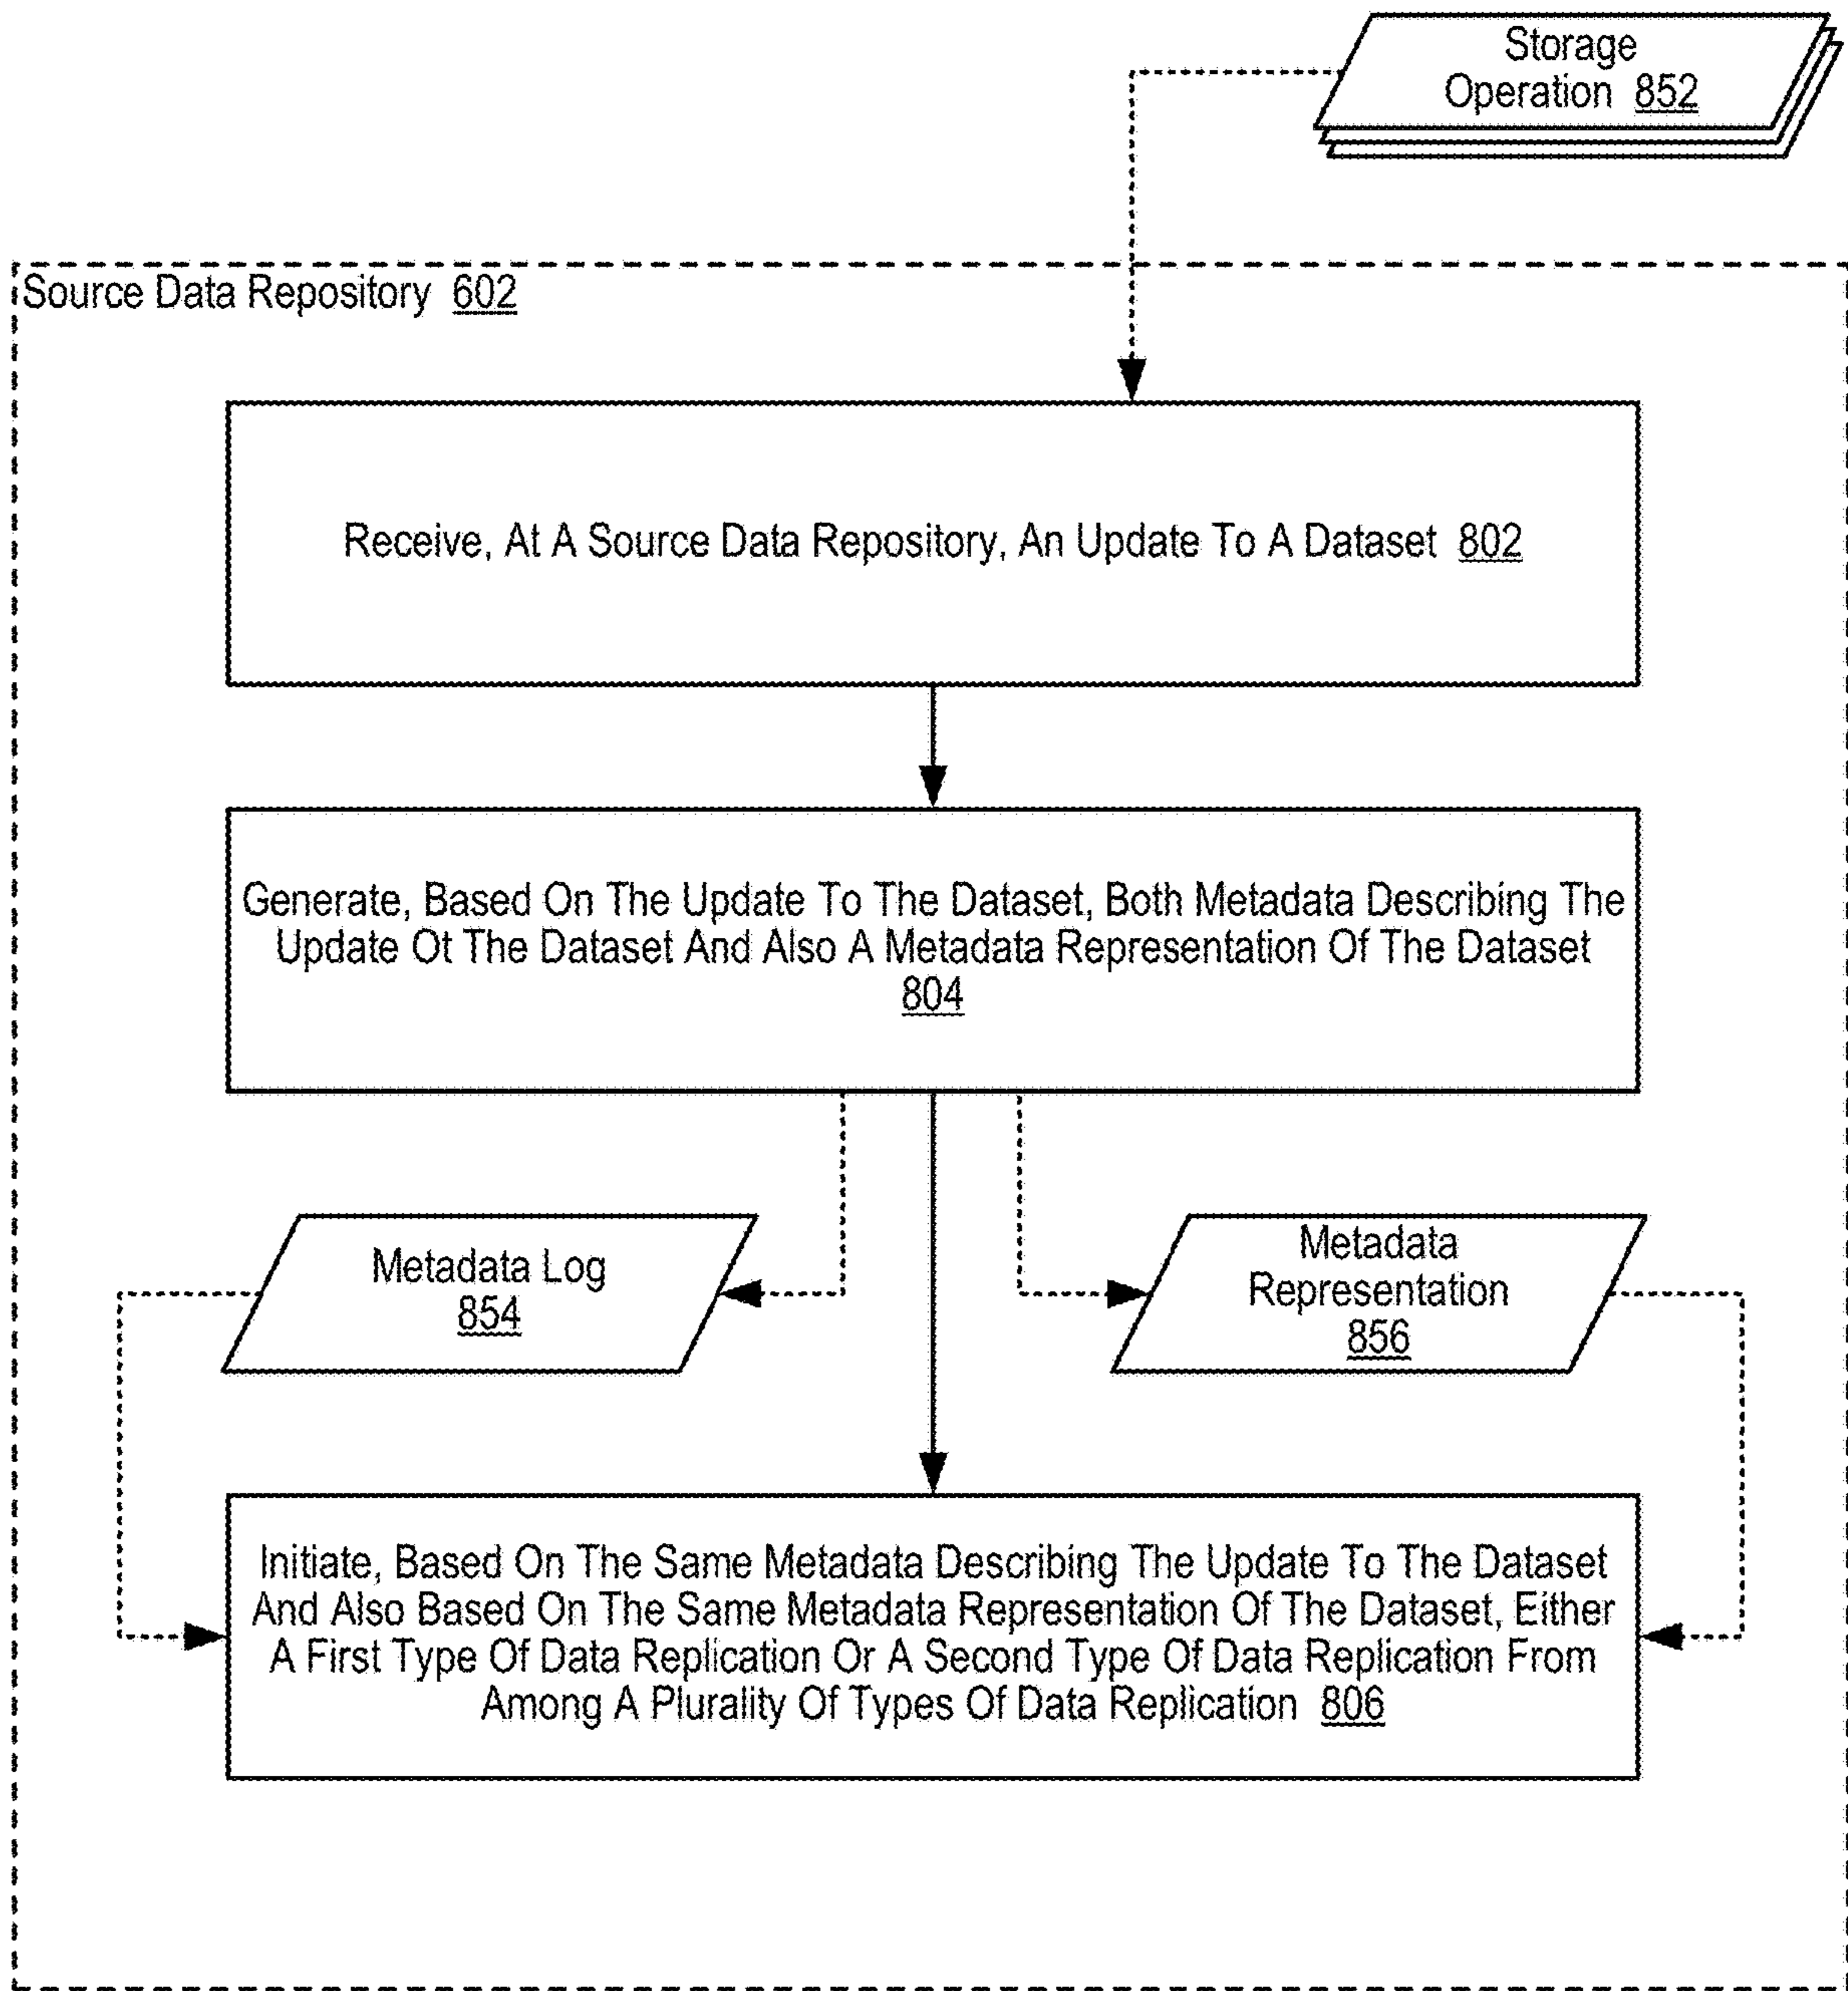 Storage
Operation 852
Source Data Repository 602
Receive, At A Source Data Repository, An Update To A Dataset 802
Generate, Based On The Update To The Dataset, Both Metadata Describing The
Update Ot The Dataset And Also A Metadata Representation Of The Dataset
804
Metadata Log
854
Metadata
Representation
856
Initiate, Based On The Same Metadata Describing The Update To The Dataset
And Also Based On The Same Metadata Representation Of The Dataset, Either
A First Type Of Data Replication Or A Second Type Of Data Replication From
Among A Plurality Of Types Of Data Replication 806